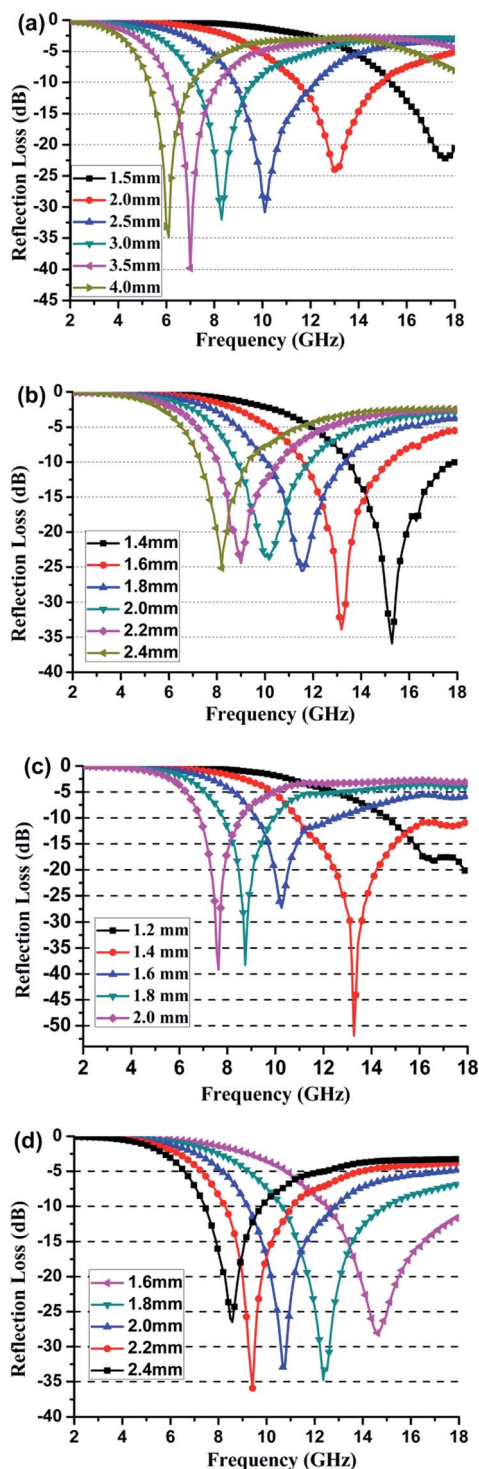 (a)
0
-5
-10
-15
-20
-25
-30
-35
-40
-45
Reflection Loss (dB)
1.5mm
2.0mm
2.5mm
3.0mm
3.5mm
4.0mm
2 4 6 8 10 12 14 16 18
Frequency (GHz)
(b)
0
-5
-10
-15
-20
-25
-30
-35
-40
Reflection Loss (dB)
1.4mm
1.6mm
1.8mm
2.0mm
2.2mm
2.4mm
2 4 6 8 10 12 14 16 18
Frequency (GHz)
(c)
0
-5
-10
-15
-20
-25
-30
-35
-40
-45
-50
Reflection Loss (dB)
1.2 mm
1.4 mm
1.6 mm
1.8 mm
2.0 mm
2 4 6 8 10 12 14 16 18
Frequency (GHz)
(d)
0
-5
-10
-15
-20
-25
-30
-35
-40
Reflection Loss (dB)
1.6mm
1.8mm
2.0mm
2.2mm
2.4mm
2 4 6 8 10 12 14 16 18
Frequency (GHz)